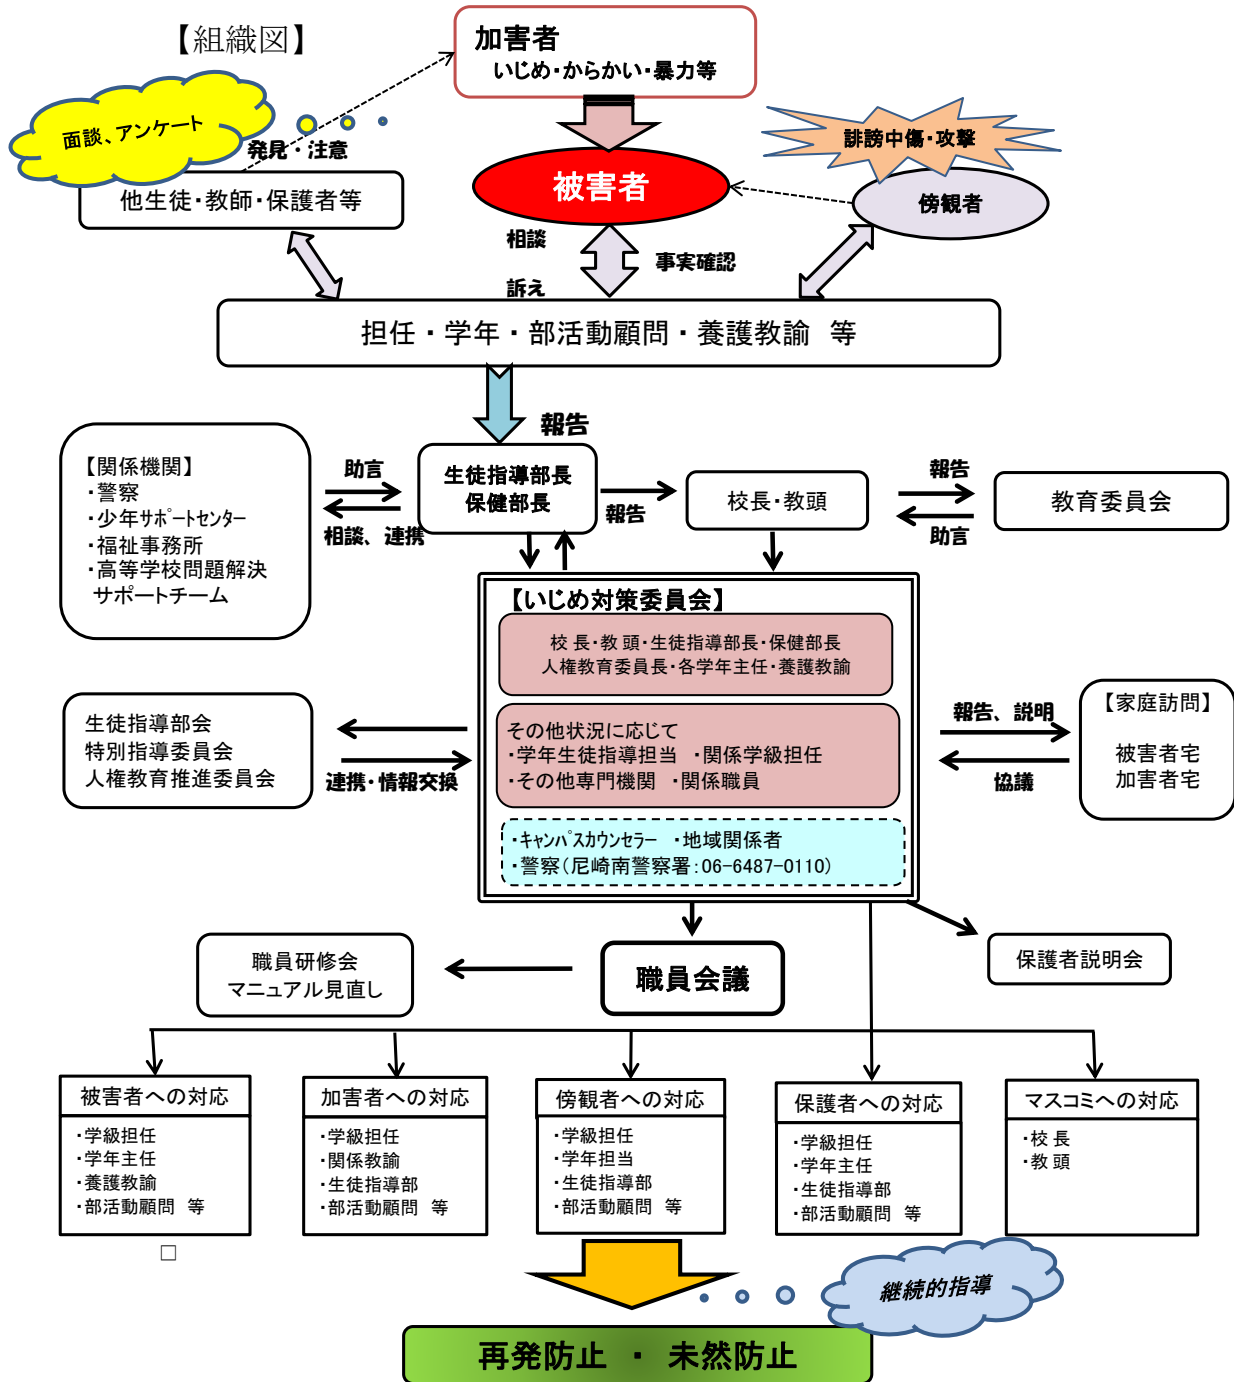 【組織図】
加害者
いじめ・からかい・暴力等
面談、アンケート
発見・注意
誹謗中傷・攻撃
被害者
他生徒・教師・保護者等
傍観者
相談
事実確認
訴え
担任・学年・部活動顧問・養護教諭　等
報告
【関係機関】
・警察
・少年サポートセンター
・福祉事務所
・高等学校問題解決
サポートチーム
助言
相談、連携
生徒指導部長
保健部長
報告
校長・教頭
報告
助言
教育委員会
【いじめ対策委員会】
校 長・教 頭・生徒指導部長・保健部長
人権教育委員長・各学年主任・養護教諭
その他状況に応じて
・学年生徒指導担当　・関係学級担任
・その他専門機関　・関係職員
・キャンパスカウンセラー　・地域関係者
・警察（尼崎南警察署：06-6487-0110）
生徒指導部会
特別指導委員会
人権教育推進委員会
連携・情報交換
報告、説明
協議
【家庭訪問】
被害者宅
加害者宅
職員研修会
マニュアル見直し
職員会議
保護者説明会
被害者への対応
・学級担任
・学年主任
・養護教諭
・部活動顧問　等
加害者への対応
・学級担任
・関係教諭
・生徒指導部
・部活動顧問　等
傍観者への対応
・学級担任
・学年担当
・生徒指導部
・部活動顧問　等
保護者への対応
・学級担任
・学年主任
・生徒指導部
・部活動顧問　等
マスコミへの対応
・校 長
・教 頭
□
継続的指導
再発防止　・　未然防止